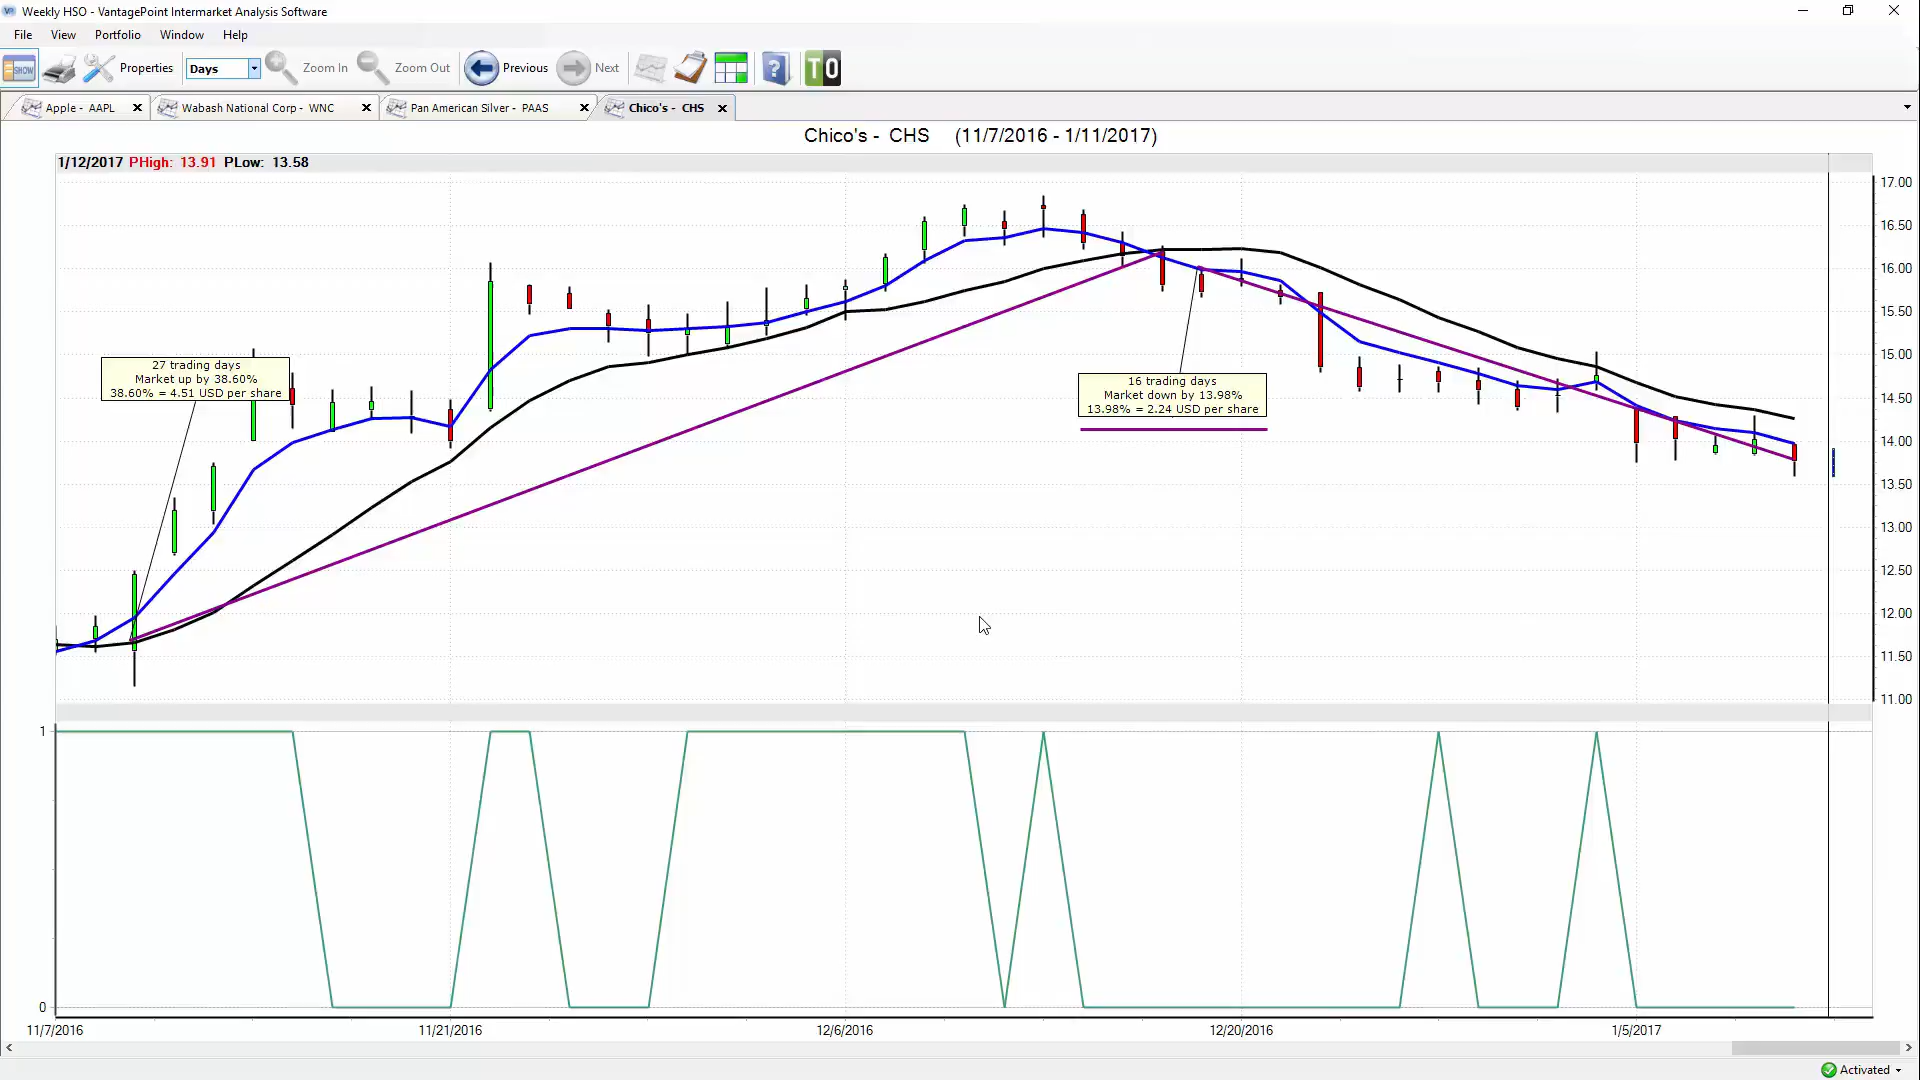 VP Weekly HSO - VantagePoint Intermarket Analysis Software
File View Portfolio Window Help
SHOW Properties Days Zoom In Zoom Out Previous Next ? TO
Apple - AAPL Wabash National Corp - WNC Pan American Silver - PAAS Chico's - CHS
Chico's - CHS (11/7/2016 - 1/11/2017)
1/12/2017 PHigh: 13.91 PLow: 13.58
17.00
16.50
16.00
15.50
15.00
14.50
14.00
13.50
13.00
12.50
12.00
11.50
11.00
27 trading days
Market up by 38.60%
38.60% = 4.51 USD per share
16 trading days
Market down by 13.98%
13.98% = 2.24 USD per share
1
0
11/7/2016 11/21/2016 12/6/2016 12/20/2016 1/5/2017
Activated